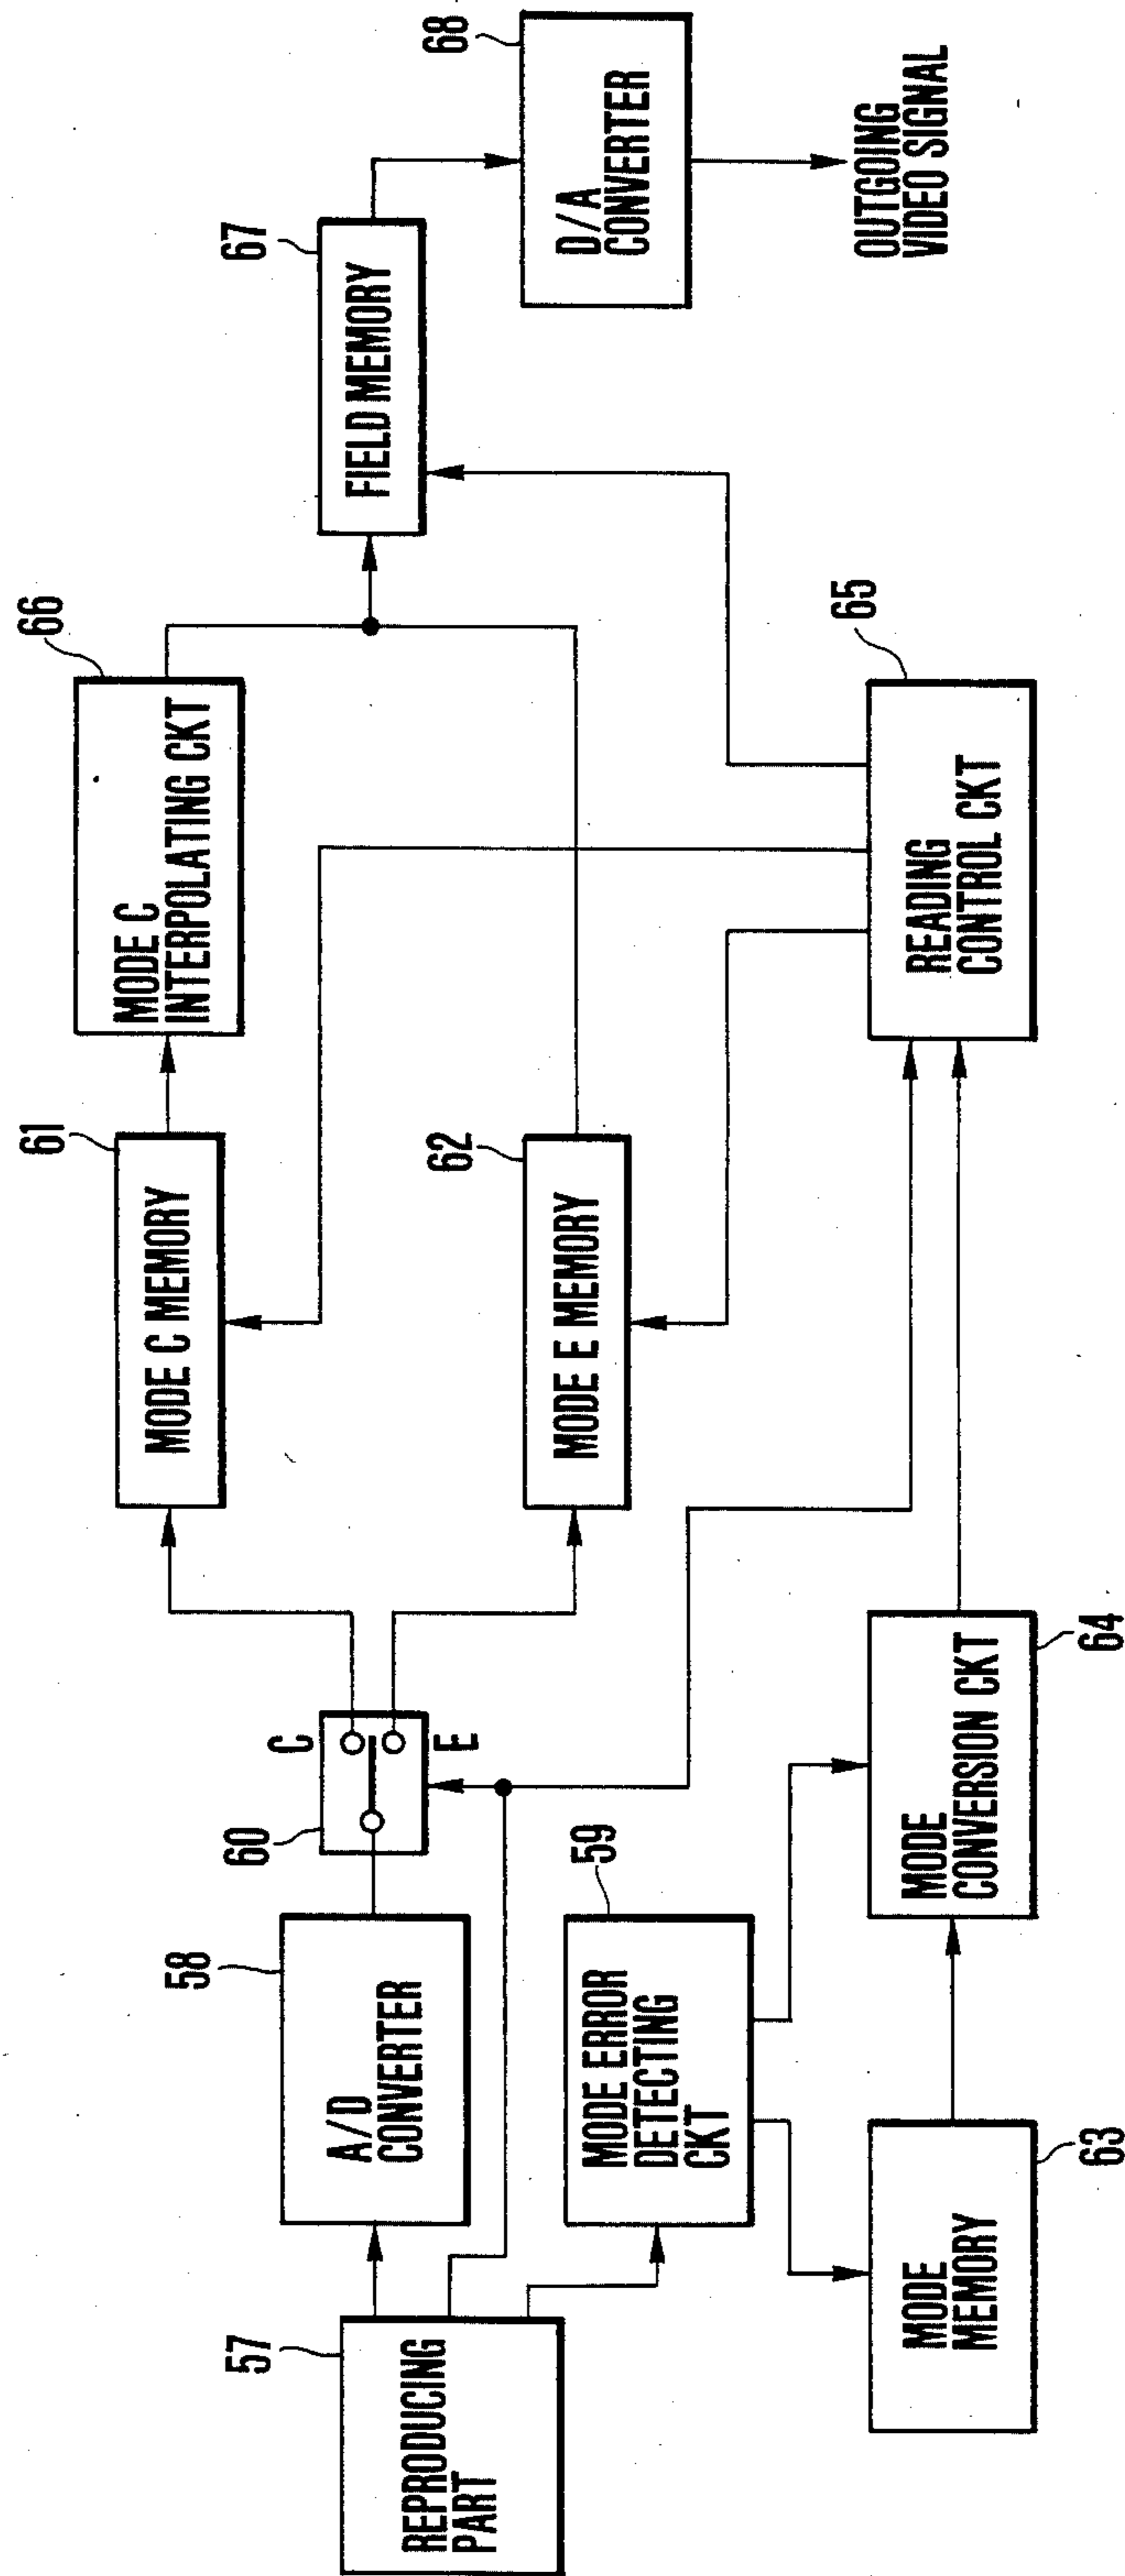 57
REPRODUCING
PART
58
A/D
CONVERTER
60
C
E
59
MODE ERROR
DETECTING
CKT
63
MODE
MEMORY
64
MODE
CONVERSION CKT
61
MODE C MEMORY
62
MODE E MEMORY
66
MODE C
INTERPOLATING CKT
65
READING
CONTROL CKT
67
FIELD MEMORY
68
D/A
CONVERTER
OUTGOING
VIDEO SIGNAL